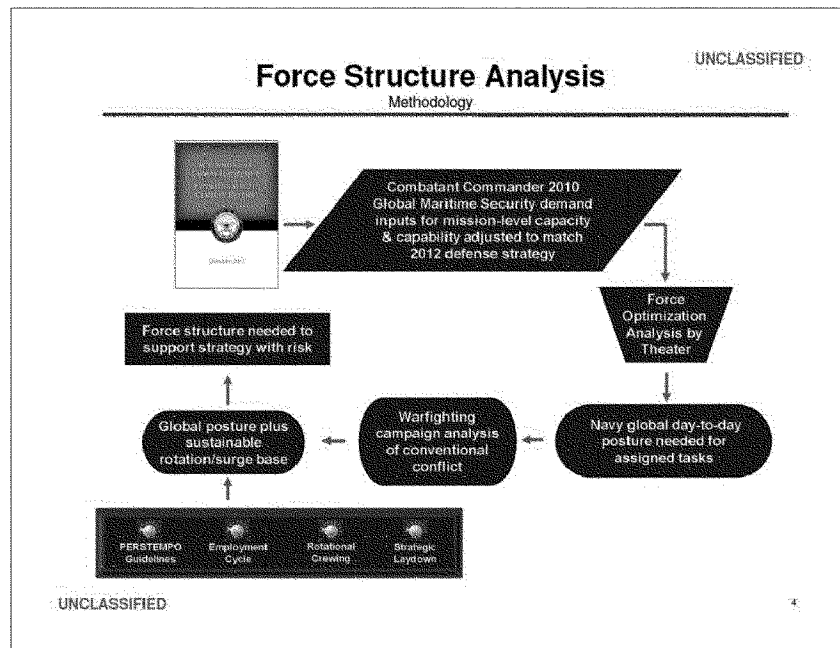 UNCLASSIFIED
Force Structure Analysis
Methodology
Combatant Commander 2010
Global Maritime Security demand
inputs for mission-level capacity
& capability adjusted to match
2012 defense strategy
Force
Optimization
Analysis by
Theater
Force structure needed to
support strategy with risk
Global posture plus
sustainable
rotation/surge base
Warfighting
campaign analysis
of conventional
conflict
Navy global day-to-day
posture needed for
assigned tasks
PERSTEMPO
Guidelines
Employment
Cycle
Rotational
Crewing
Strategic
Laydown
UNCLASSIFIED
4